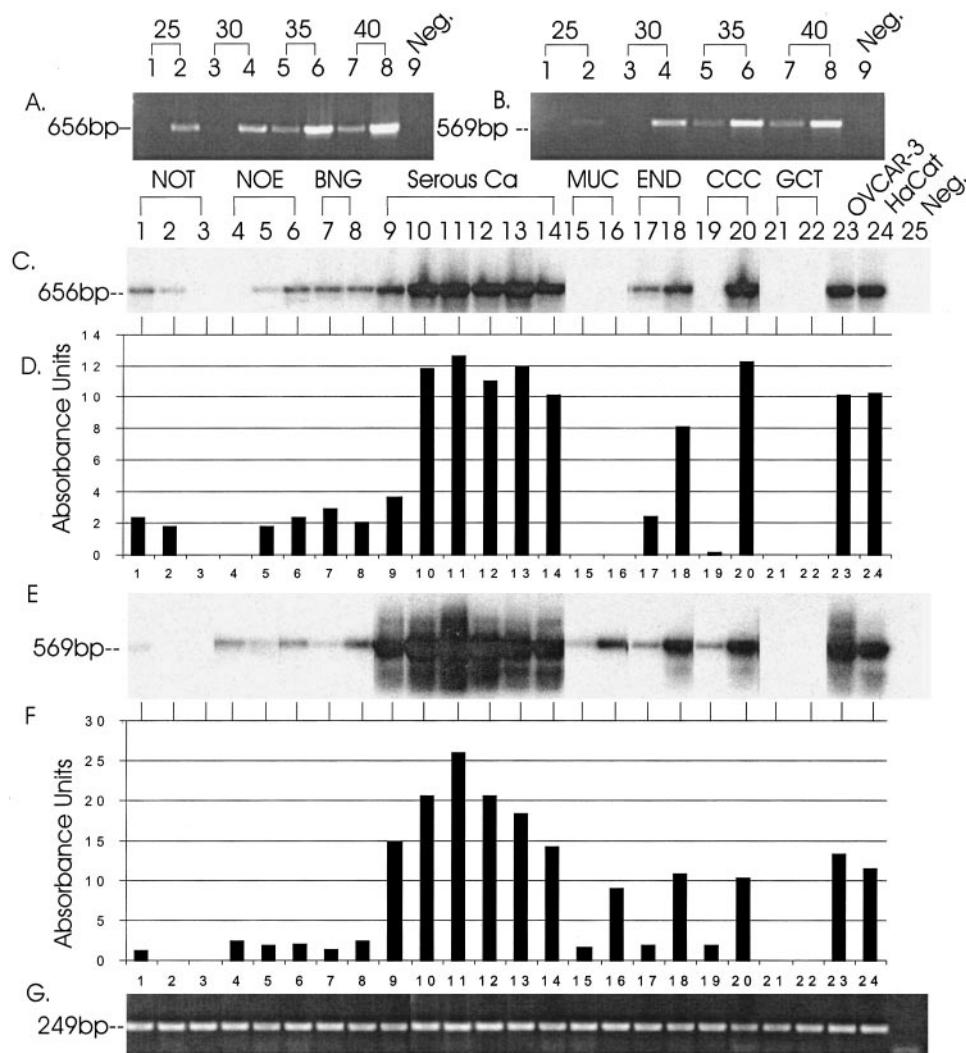 25 30 35 40 Neg.
1 2 3 4 5 6 7 8 9
A.
656bp
25 30 35 40 Neg.
1 2 3 4 5 6 7 8 9
B.
569bp
NOT NOE BNG Serous Ca MUC END CCC GCT OVCAR-3 HaCat Neg.
1 2 3 4 5 6 7 8 9 10 11 12 13 14 15 16 17 18 19 20 21 22 23 24 25
C.
656bp--
D.
Absorbance Units
14
12
10
8
6
4
2
0
1 2 3 4 5 6 7 8 9 10 11 12 13 14 15 16 17 18 19 20 21 22 23 24
E
569bp--
F
Absorbance Units
30
25
20
15
10
5
0
1 2 3 4 5 6 7 8 9 10 11 12 13 14 15 16 17 18 19 20 21 22 23 24
G.
249bp--